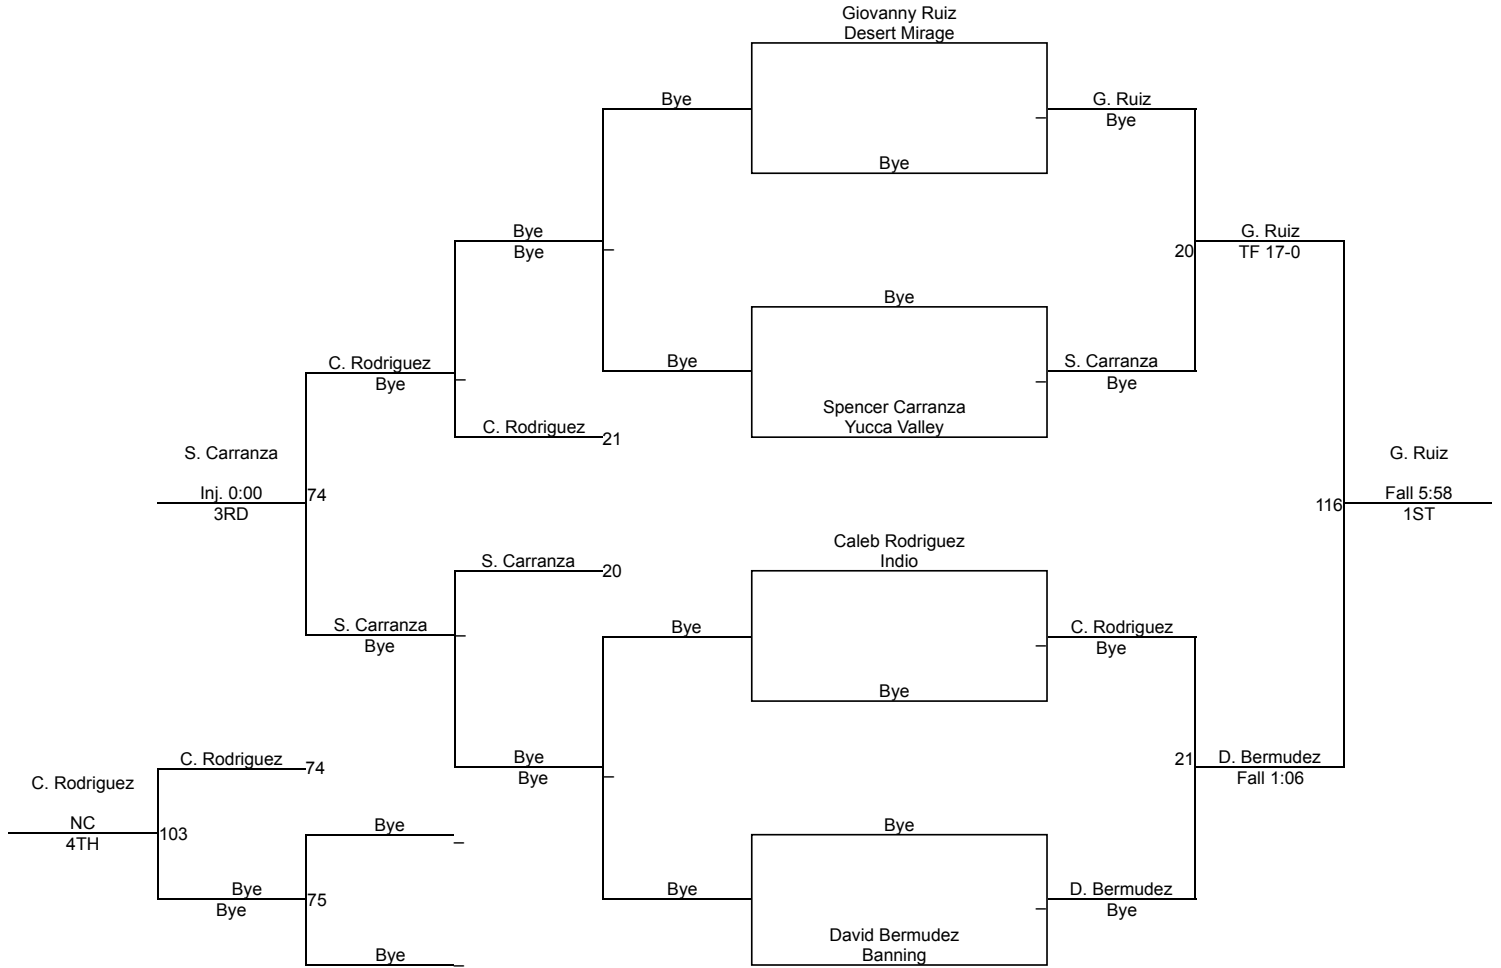 Giovanny Ruiz
Desert Mirage
Bye
G. Ruiz
Bye
Bye
Bye
Bye
G. Ruiz
20
TF 17-0
Bye
C. Rodriguez
Bye
Bye
S. Carranza
Bye
Spencer Carranza
Yucca Valley
C. Rodriguez
21
S. Carranza
G. Ruiz
Inj. 0:00
74
3RD
116
Fall 5:58
1ST
Caleb Rodriguez
Indio
S. Carranza
20
S. Carranza
Bye
Bye
C. Rodriguez
Bye
Bye
C. Rodriguez
74
Bye
Bye
21
D. Bermudez
Fall 1:06
C. Rodriguez
NC
103
4TH
Bye
Bye
Bye
Bye
75
Bye
D. Bermudez
Bye
David Bermudez
Banning
Bye